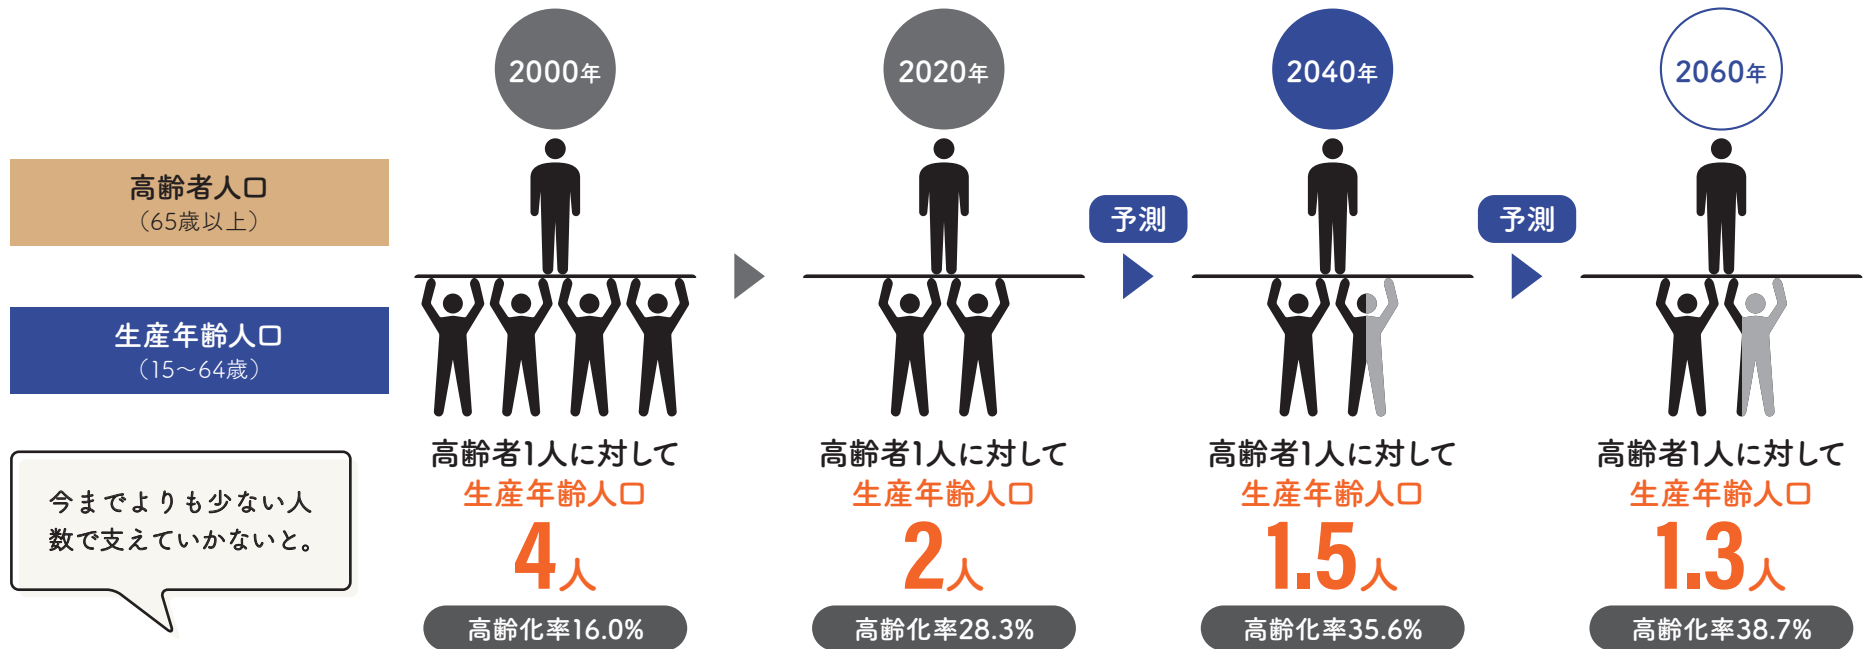 2000年
2020年
2040年
2060年
高齢者人口
（65歳以上）
予測
予測
生産年齢人口
（15～64歳）
今までよりも少ない人
数で支えていかないと。
高齢者1人に対して
生産年齢人口
4人
高齢化率16.0%
高齢者1人に対して
生産年齢人口
2人
高齢化率28.3%
高齢者1人に対して
生産年齢人口
1.5人
高齢化率35.6%
高齢者1人に対して
生産年齢人口
1.3人
高齢化率38.7%